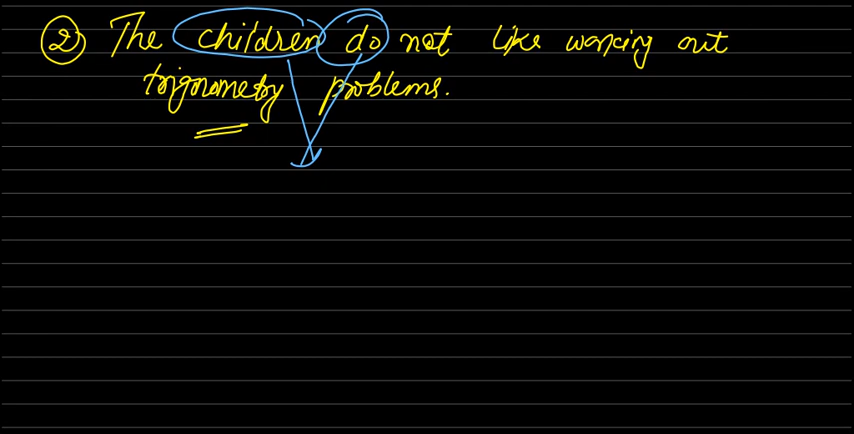 ② The children do not like working out
trigonometry problems.